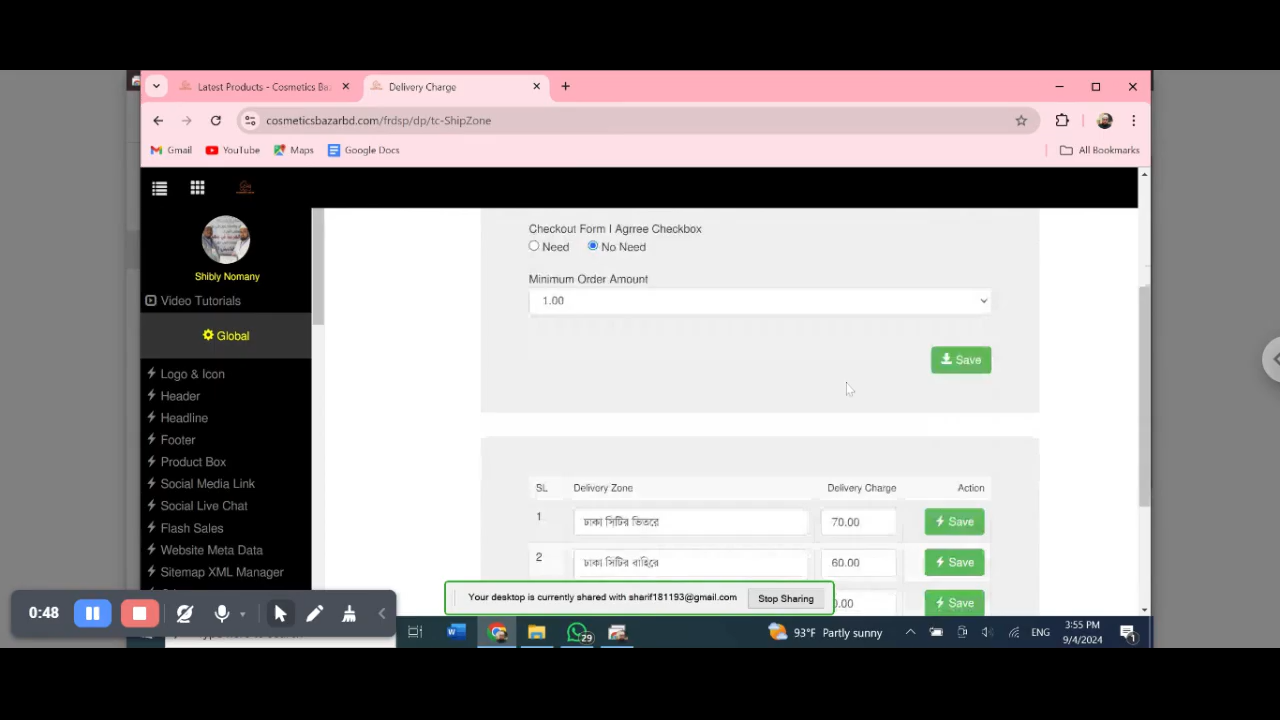 Latest Products - Cosmetics Ba
Delivery Charge
cosmeticsbazarbd.com/frdsp/dp/tc-ShipZone
Gmail
YouTube
Maps
Google Docs
All Bookmarks
Shibly Nomany
Video Tutorials
Global
Logo & Icon
Header
Headline
Footer
Product Box
Social Media Link
Social Live Chat
Flash Sales
Website Meta Data
Sitemap XML Manager
Checkout Form I Agrree Checkbox
Need
No Need
Minimum Order Amount
1.00
Save
SL
Delivery Zone
Delivery Charge
Action
1
ঢাকা সিটির ভিতরে
70.00
Save
2
ঢাকা সিটির বাহিরে
60.00
Save
Save
Your desktop is currently shared with sharif181193@gmail.com
Stop Sharing
0:48
29
93°F Partly sunny
ENG
3:55 PM
9/4/2024
1